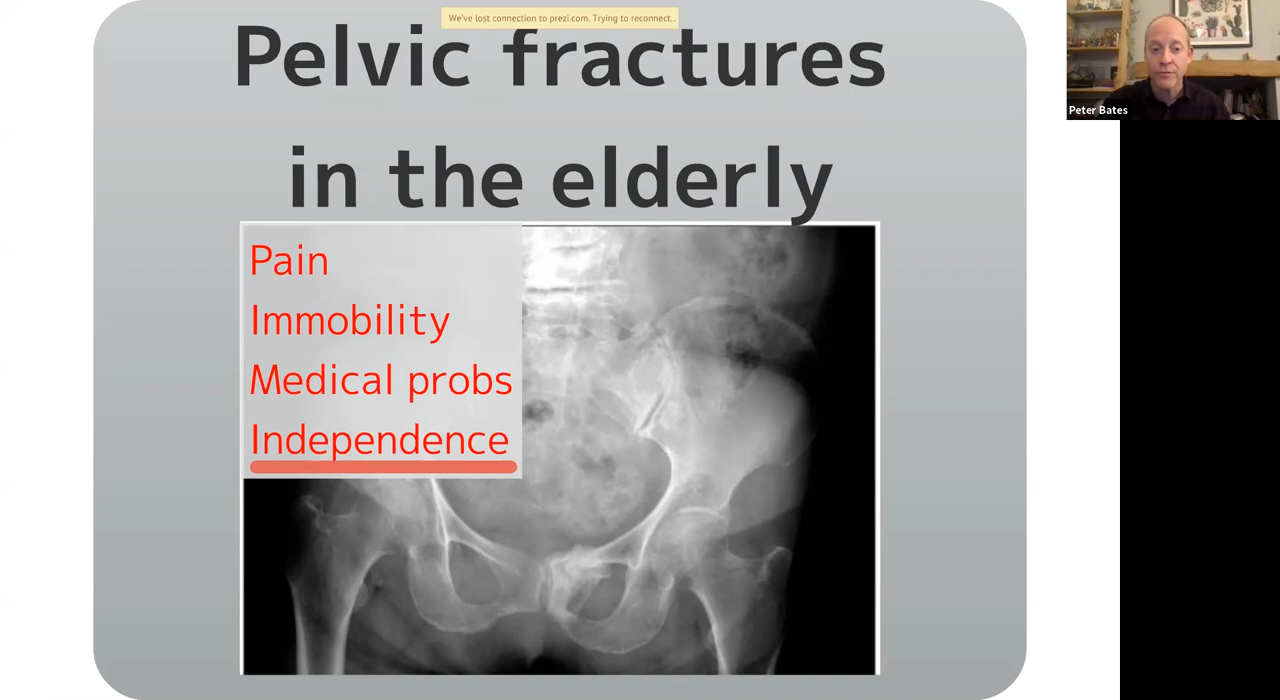 We've lost connection to prezi.com. Trying to reconnect...
Pelvic fractures
in the elderly
Pain
Immobility
Medical probs
Independence
Peter Bates